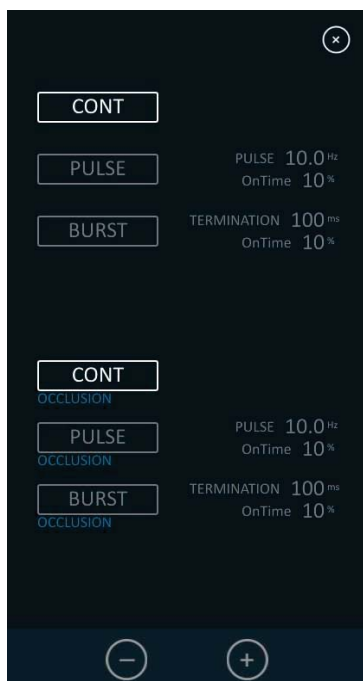 CONT
PULSE PULSE 10.0 Hz
OnTime 10 %
BURST TERMINATION 100 ms
OnTime 10 %
CONT
OCCLUSION
PULSE PULSE 10.0 Hz
OCCLUSION OnTime 10 %
BURST TERMINATION 100 ms
OCCLUSION OnTime 10 %